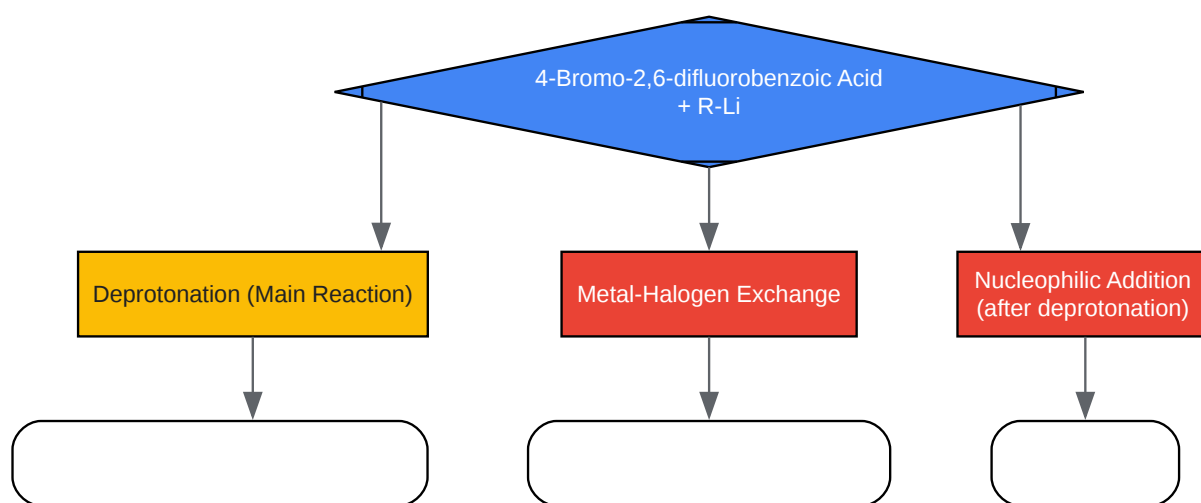 4-Bromo-2,6-difluorobenzoic Acid
+ R-Li
Deprotonation (Main Reaction)
Metal-Halogen Exchange
Nucleophilic Addition
(after deprotonation)